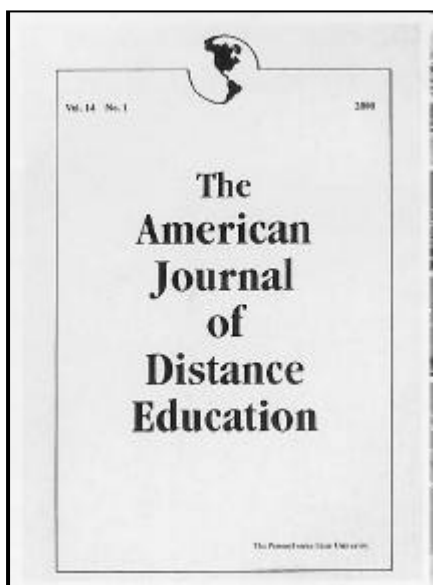 Vol. 14 No. 1 2000
The
American
Journal
of
Distance
Education
The Pennsylvania State University